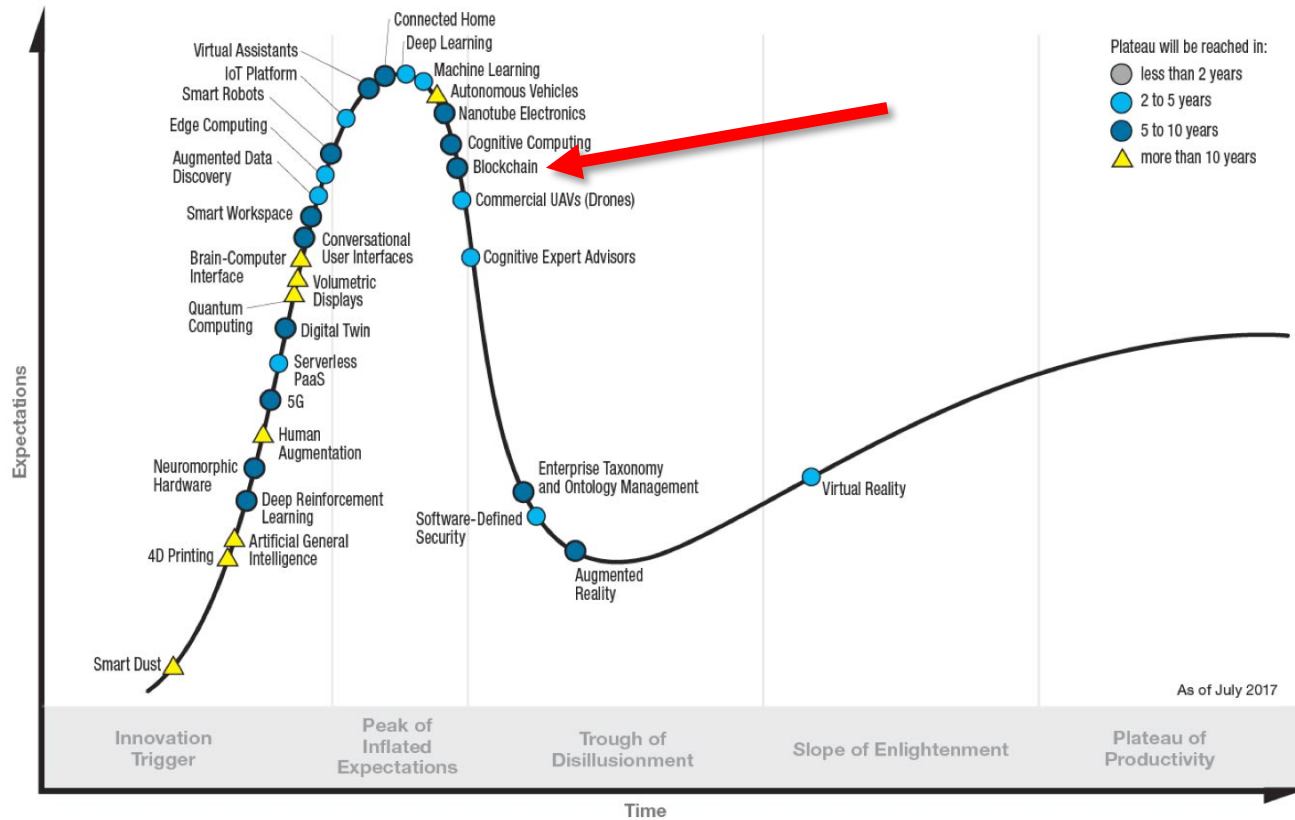 Connected Home
Deep Learning
Virtual Assistants
Machine Learning
IoT Platform
Autonomous Vehicles
Smart Robots
Nanotube Electronics
Edge Computing
Cognitive Computing
Augmented Data
Discovery
Blockchain
Smart Workspace
Commercial UAVs (Drones)
Conversational
User Interfaces
Brain-Computer
Interface
Cognitive Expert Advisors
Volumetric
Displays
Quantum
Computing
Digital Twin
Serverless
PaaS
5G
Human
Augmentation
Neuromorphic
Hardware
Deep Reinforcement
Learning
Artificial General
Intelligence
4D Printing
Smart Dust
Enterprise Taxonomy
and Ontology Management
Software-Defined
Security
Augmented
Reality
Virtual Reality
Plateau will be reached in:
less than 2 years
2 to 5 years
5 to 10 years
more than 10 years
As of July 2017
Expectations
Innovation
Trigger
Peak of
Inflated
Expectations
Trough of
Disillusionment
Slope of Enlightenment
Plateau of
Productivity
Time